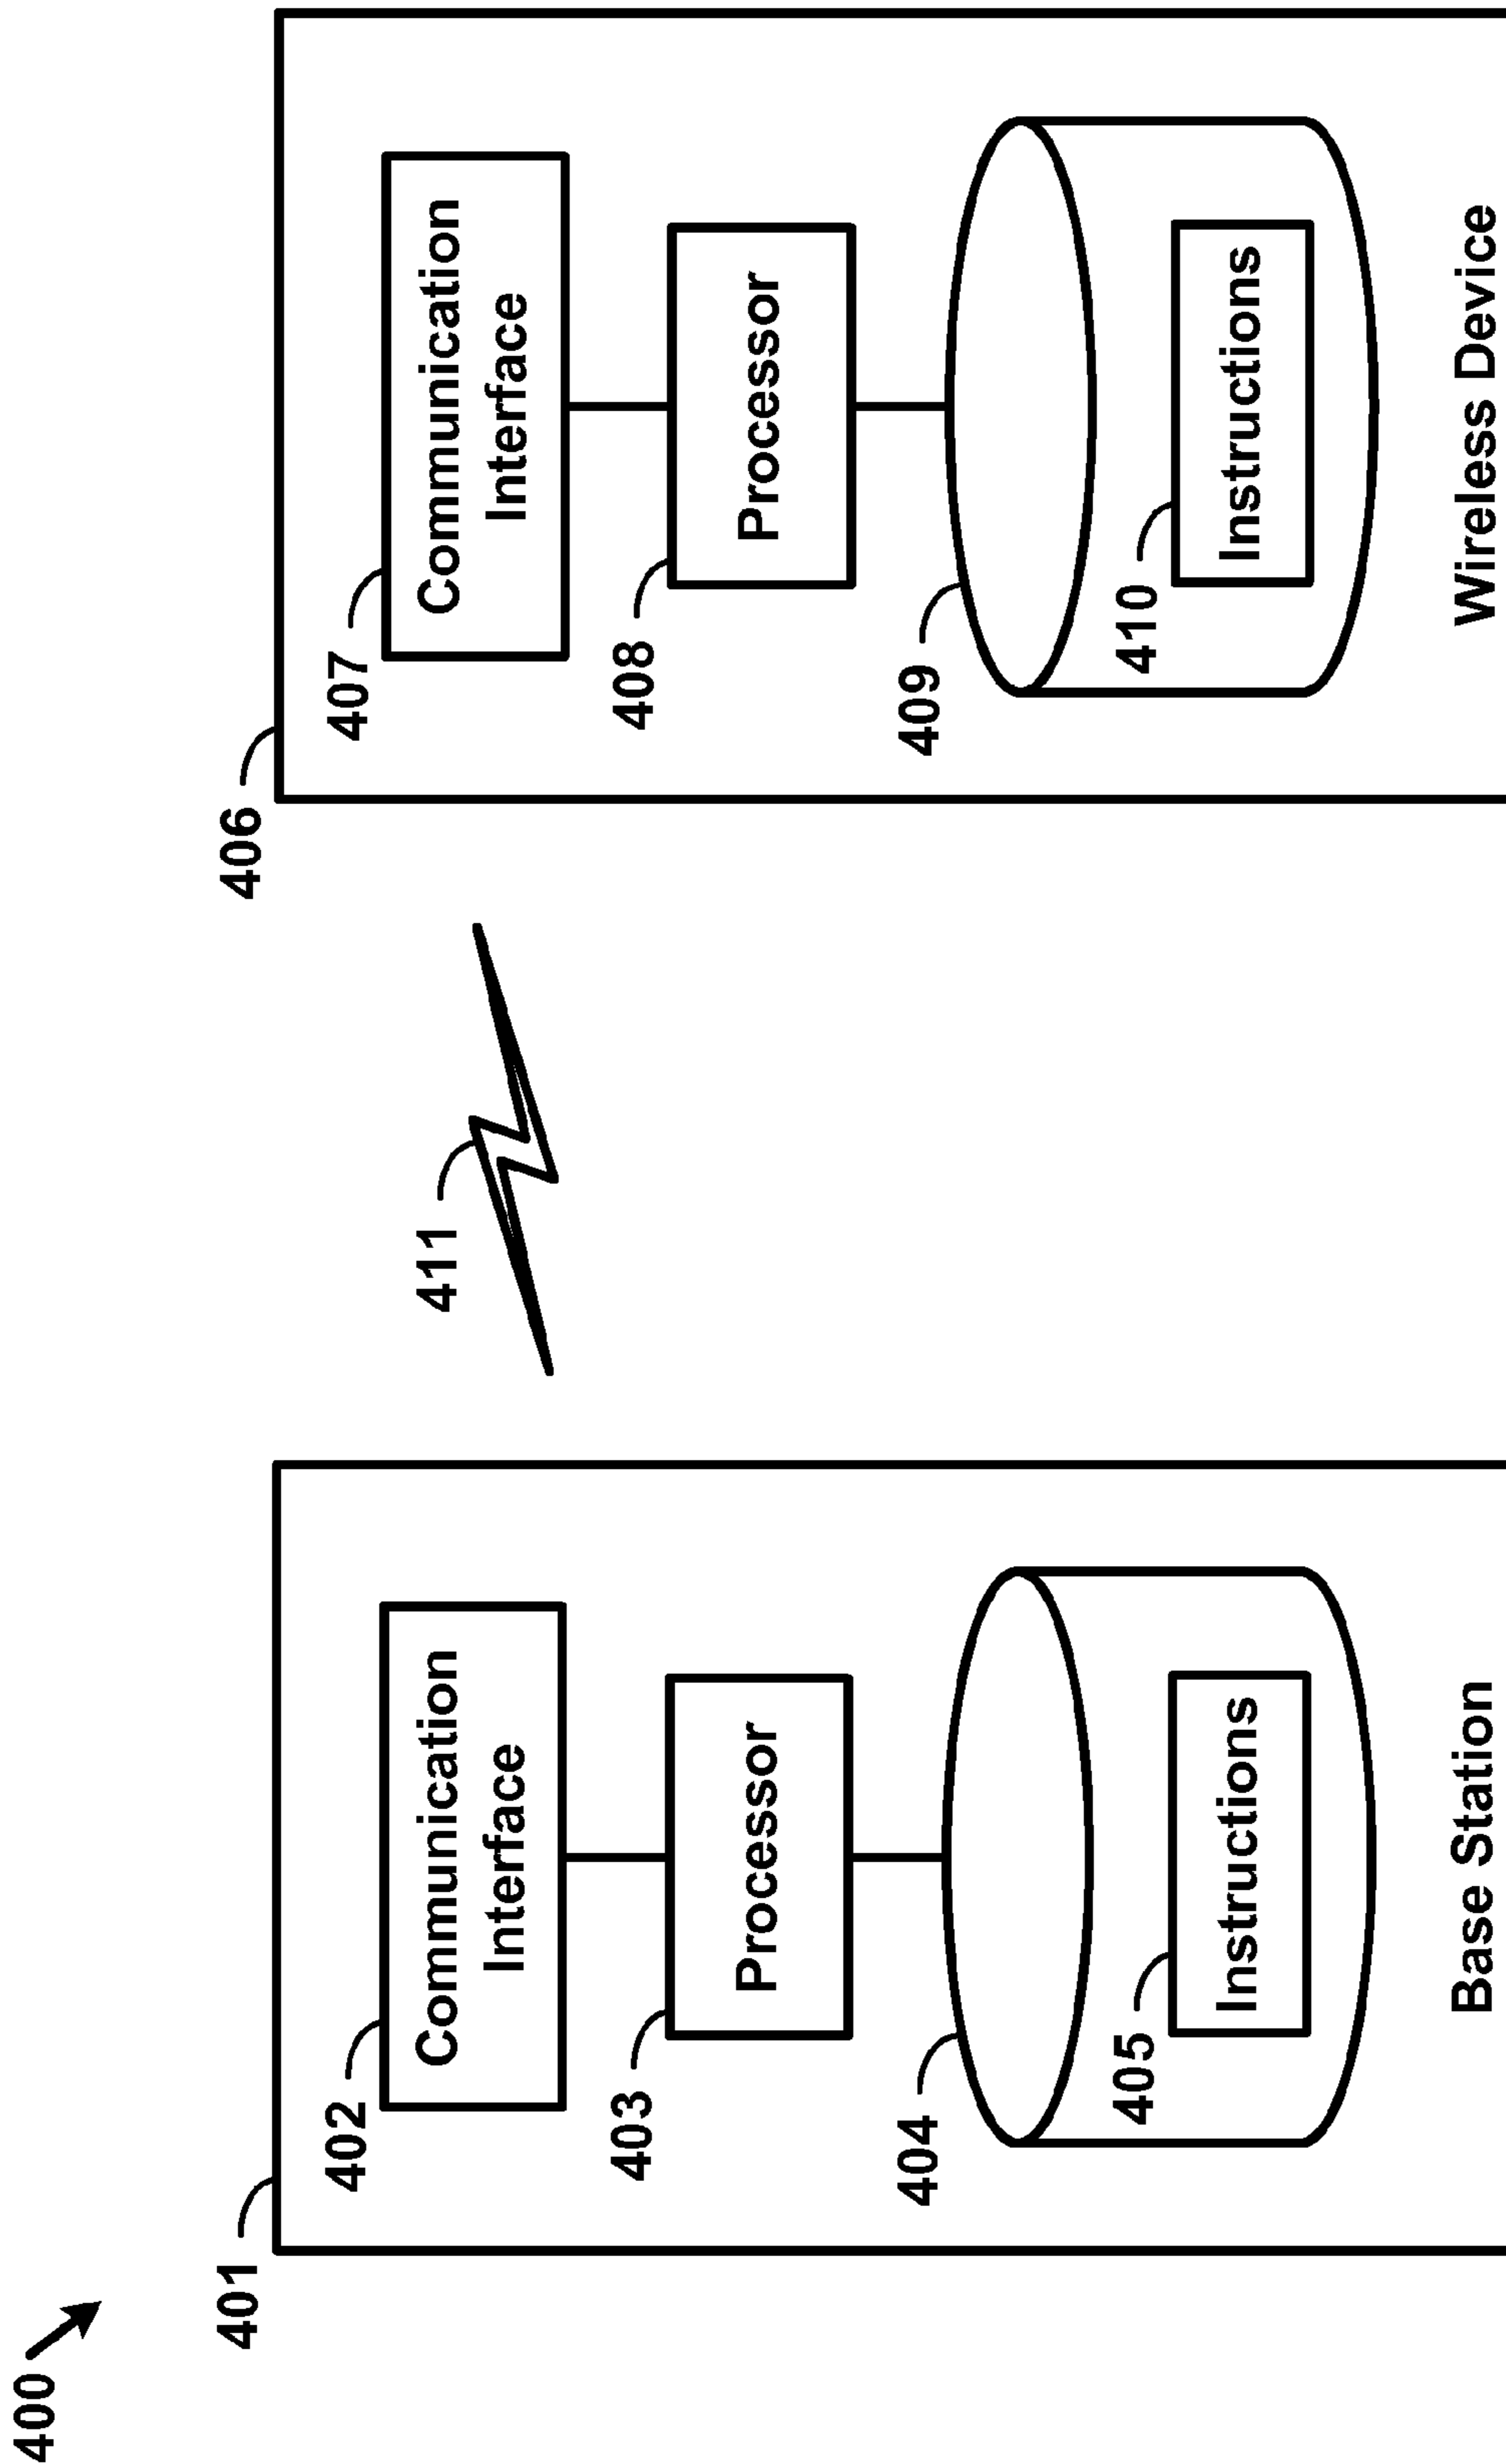 400
401
402
Communication
Interface
403
Processor
404
405
Instructions
Base Station
411
406
407
Communication
Interface
408
Processor
409
410
Instructions
Wireless Device